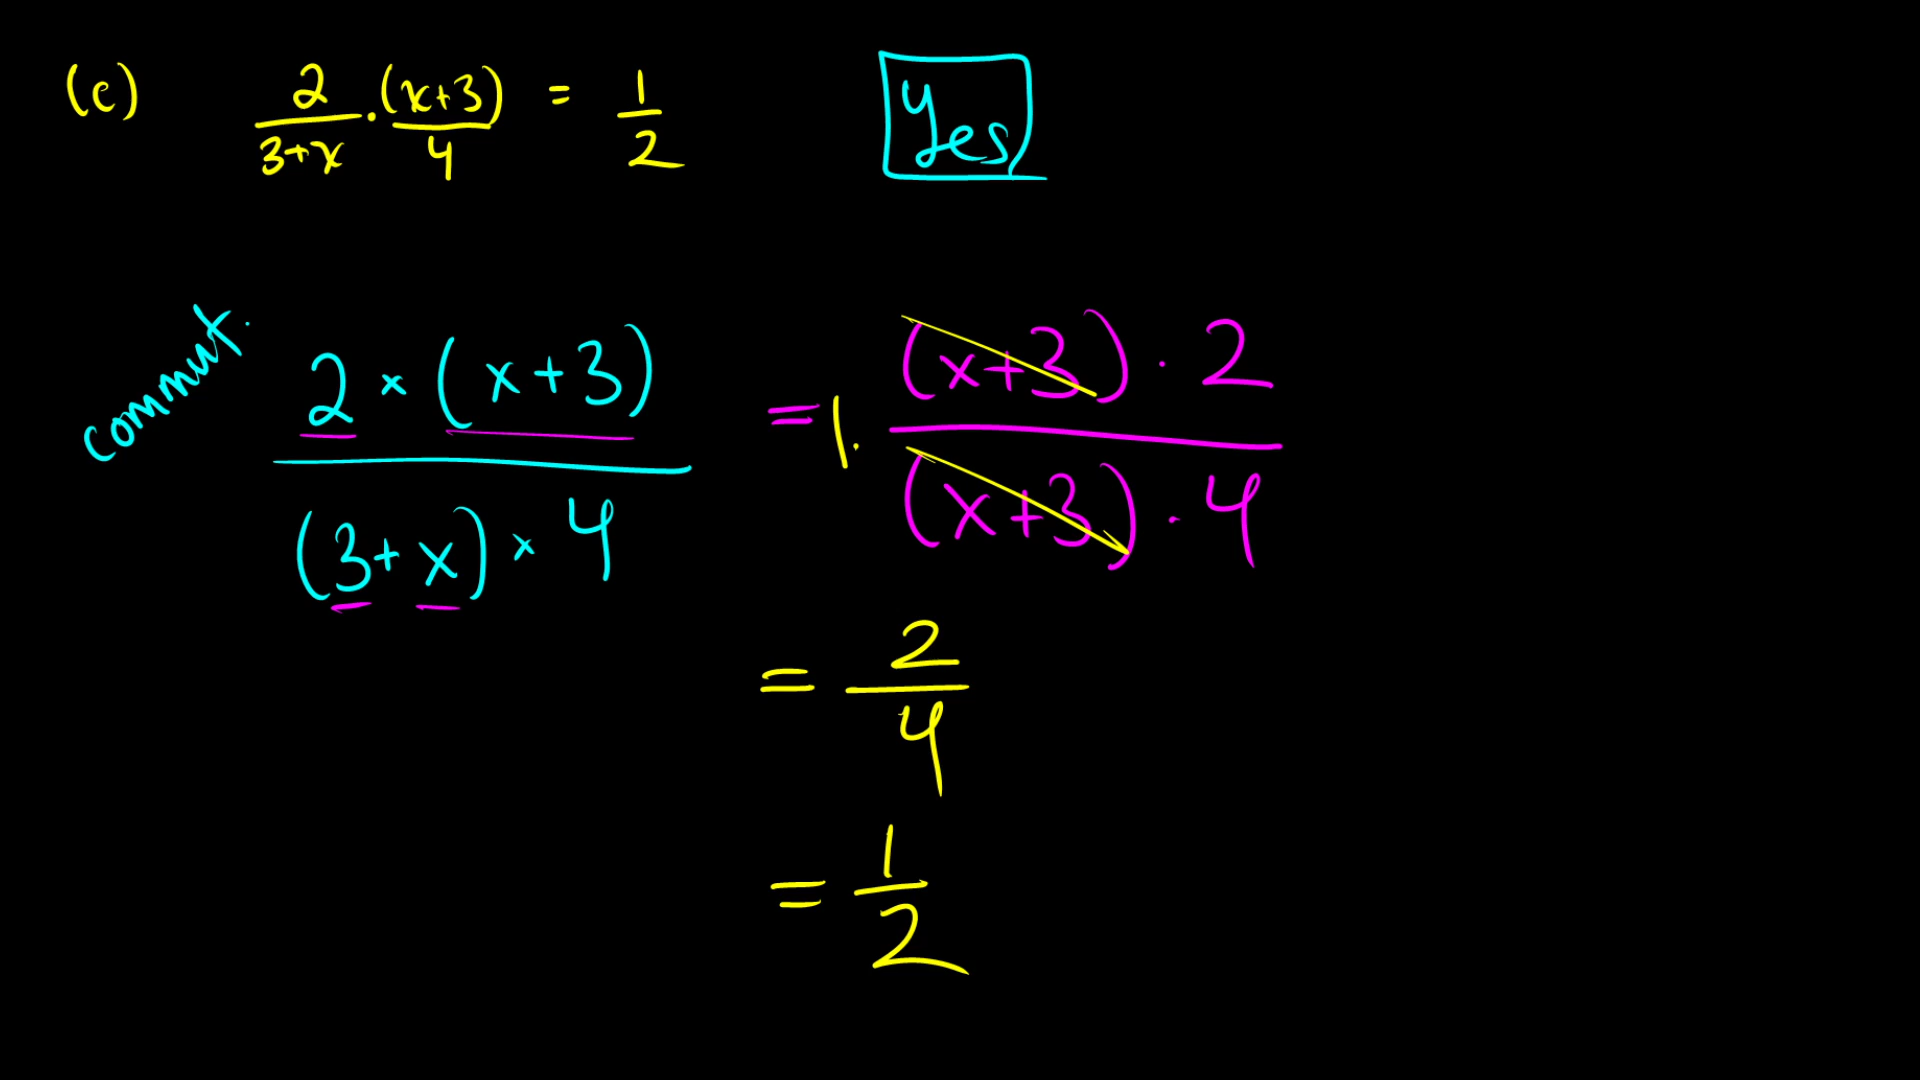 (c) 2/3+x · (x+3)/4 = 1/2 Yes
commut. 2 × (x+3) / (3+x) × 4 = 1 · (x+3) · 2 / (x+3) · 4
= 2/4
= 1/2